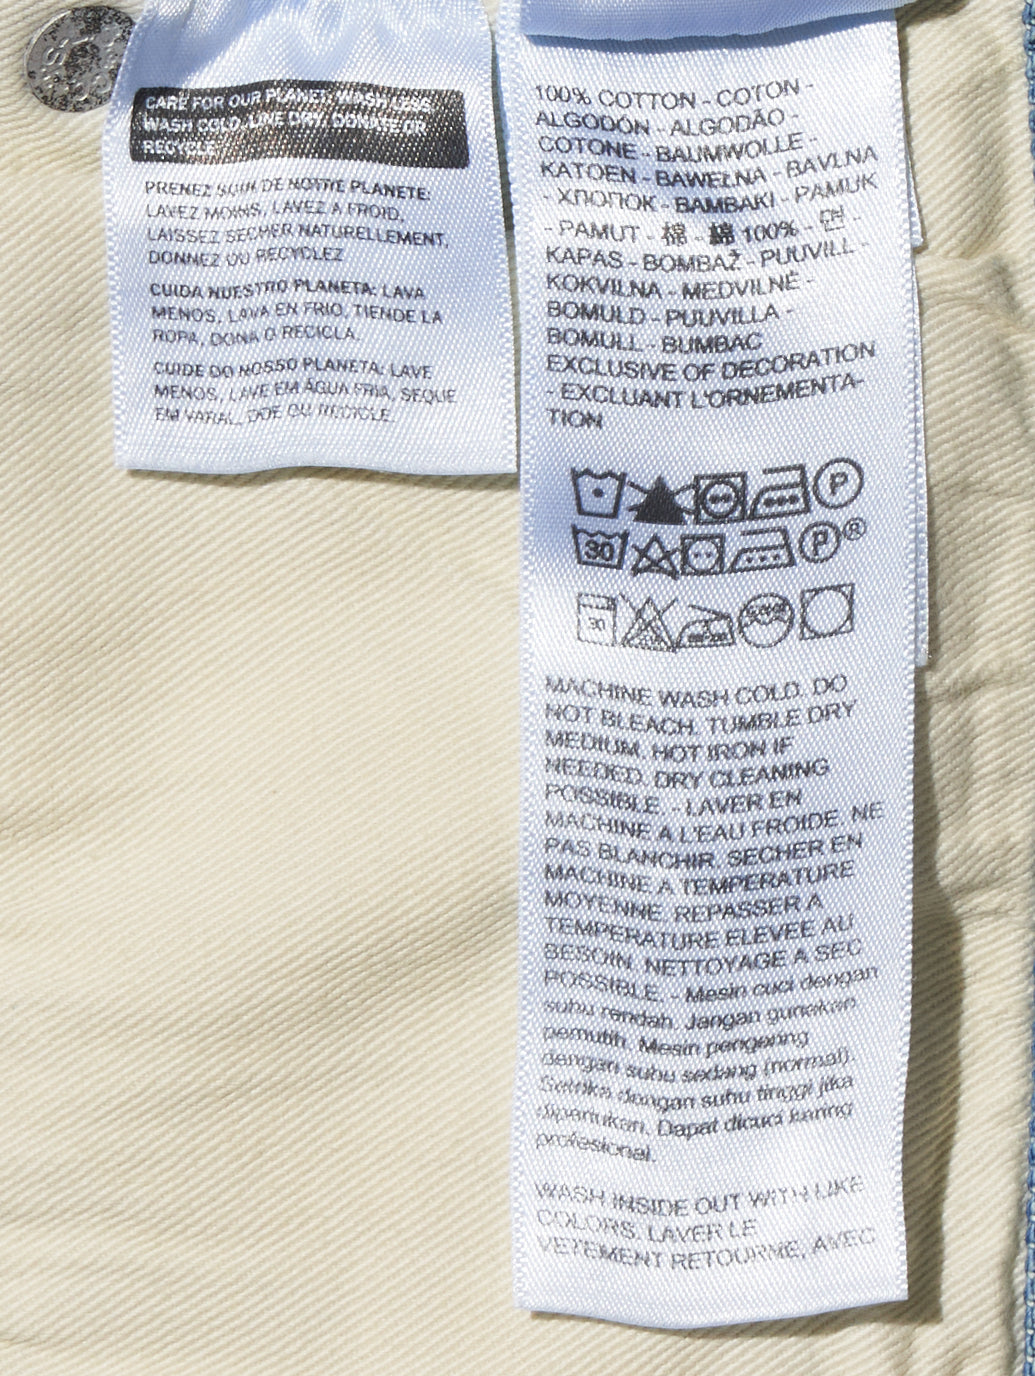 CARE FOR OUR PLANET: WASH LESS,
WASH COLD, LINE DRY, DONATE OR
RECYCLE.
PRENEZ SOIN DE NOTRE PLANETE:
LAVEZ MOINS, LAVEZ A FROID,
LAISSEZ SECHER NATURELLEMENT,
DONNEZ OU RECYCLEZ
CUIDA NUESTRO PLANETA: LAVA
MENOS, LAVA EN FRIO, TIENDE LA
ROPA, DONA O RECICLA.
CUIDE DO NOSSO PLANETA: LAVE
MENOS, LAVE EM ÁGUA FRIA, SEQUE
EM VARAL, DOE OU RECICLE.
100% COTTON - COTON -
ALGODÓN - ALGODÃO -
COTONE - BAUMWOLLE -
KATOEN - BAWEŁNA - BAVLNA
- ХЛОПОК - ΒΑΜΒΑΚΙ - PAMUK
- PAMUT - 棉 - 綿 100% - 면 -
KAPAS - BOMBAŽ - PUUVILL -
KOKVILNA - MEDVILNĖ -
BOMULD - PUUVILLA -
BOMULL - BUMBAC
EXCLUSIVE OF DECORATION
- EXCLUANT L'ORNEMENTA-
TION
P
30 P®
30
MACHINE WASH COLD. DO
NOT BLEACH. TUMBLE DRY
MEDIUM. HOT IRON IF
NEEDED. DRY CLEANING
POSSIBLE. - LAVER EN
MACHINE A L'EAU FROIDE. NE
PAS BLANCHIR. SECHER EN
MACHINE A TEMPERATURE
MOYENNE. REPASSER A
TEMPERATURE ELEVEE AU
BESOIN. NETTOYAGE A SEC
POSSIBLE. - Mesin cuci dengan
suhu rendah. Jangan gunakan
pemutih. Mesin pengering
dengan suhu sedang (normal).
Setrika dengan suhu tinggi jika
diperlukan. Dapat dicuci kering
profesional.
WASH INSIDE OUT WITH LIKE
COLORS. LAVER LE
VETEMENT RETOURNE, AVEC